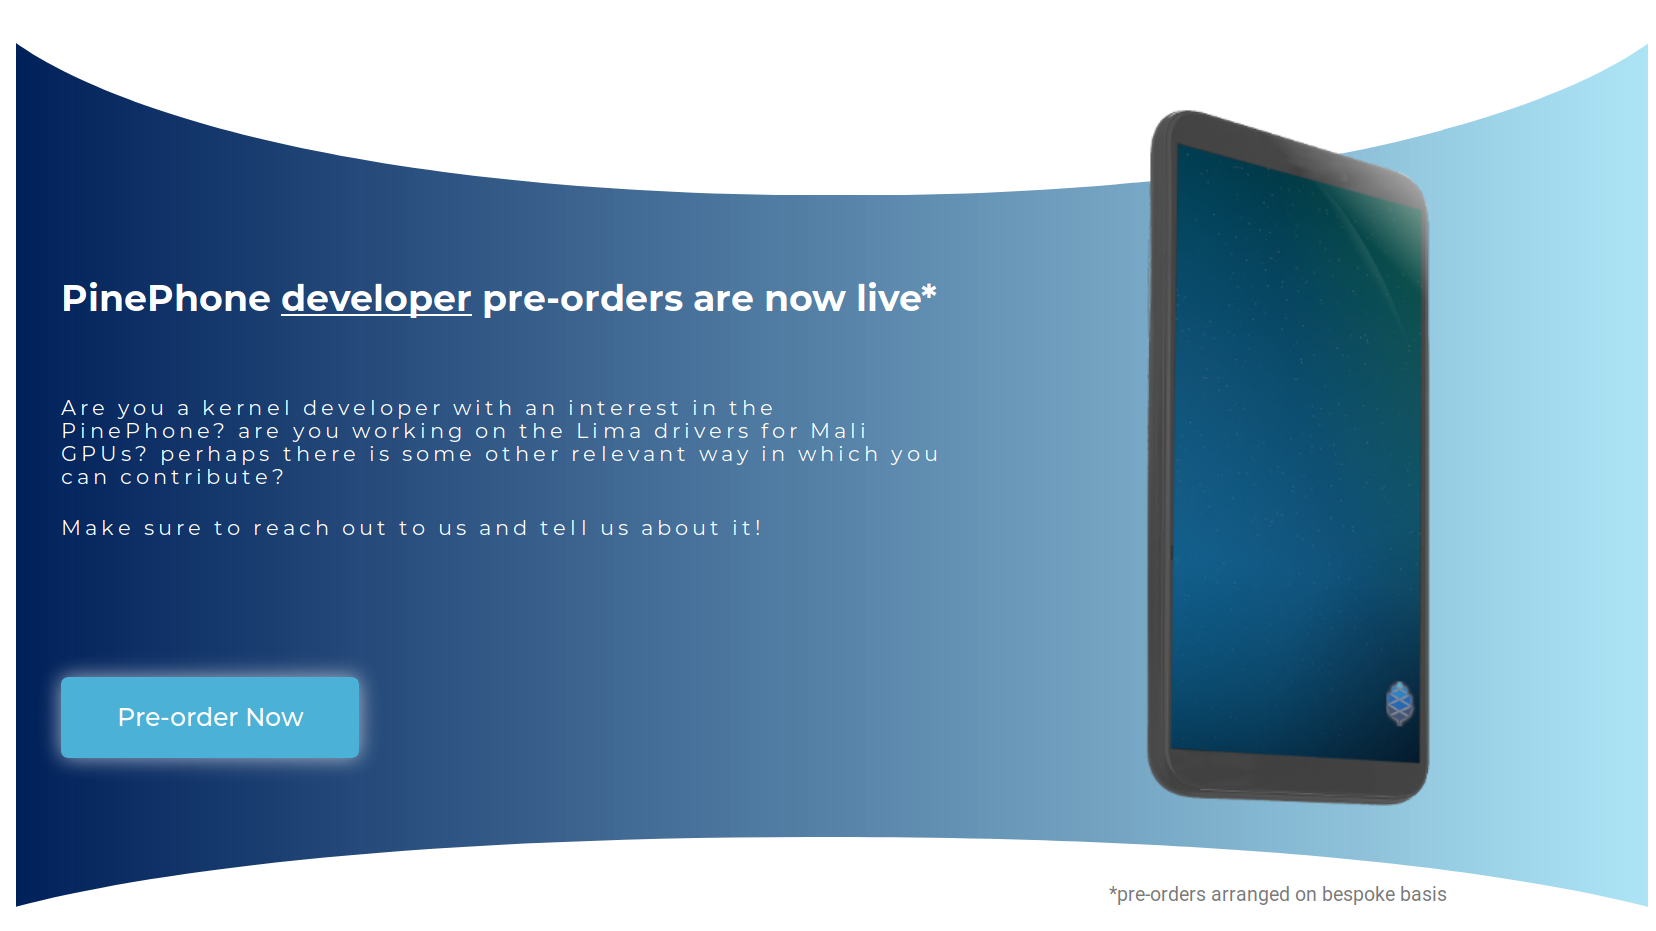 PinePhone developer pre-orders are now live*
Are you a kernel developer with an interest in the
PinePhone? are you working on the Lima drivers for Mali
GPUs? perhaps there is some other relevant way in which you
can contribute?
Make sure to reach out to us and tell us about it!
Pre-order Now
*pre-orders arranged on bespoke basis